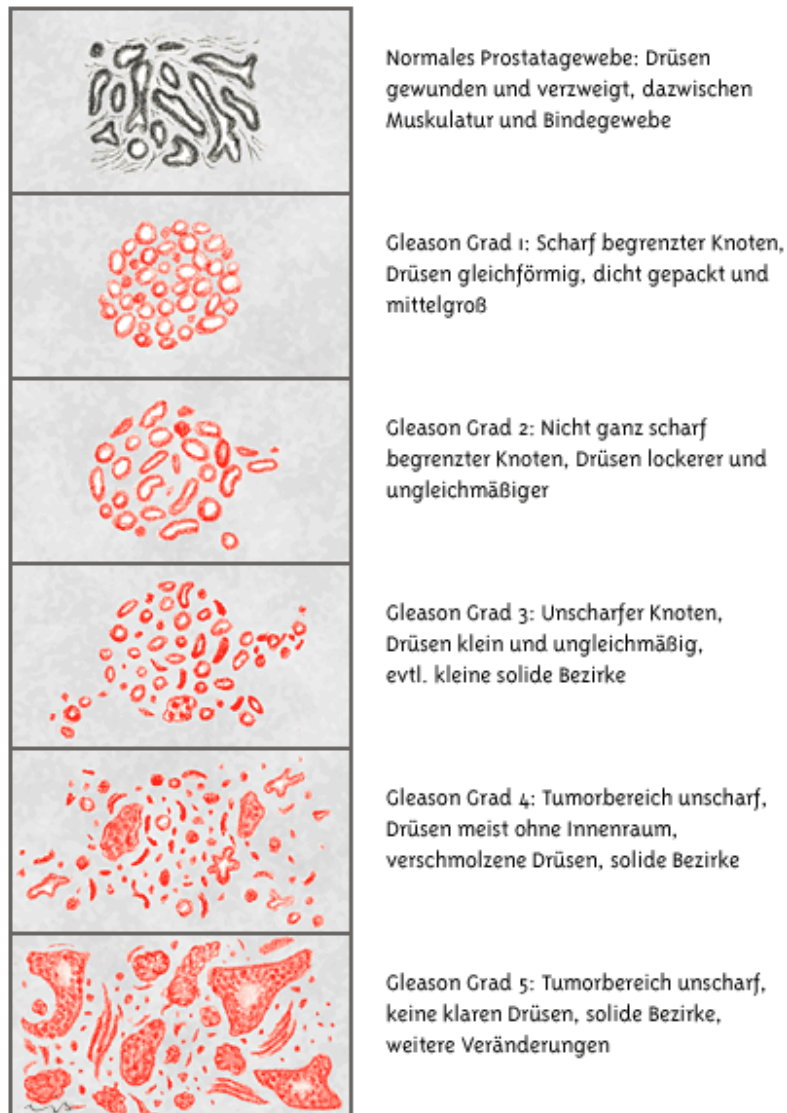 Normales Prostatagewebe: Drüsen
gewunden und verzweigt, dazwischen
Muskulatur und Bindegewebe
Gleason Grad 1: Scharf begrenzter Knoten,
Drüsen gleichförmig, dicht gepackt und
mittelgroß
Gleason Grad 2: Nicht ganz scharf
begrenzter Knoten, Drüsen lockerer und
ungleichmäßiger
Gleason Grad 3: Unscharfer Knoten,
Drüsen klein und ungleichmäßig,
evtl. kleine solide Bezirke
Gleason Grad 4: Tumorbereich unscharf,
Drüsen meist ohne Innenraum,
verschmolzene Drüsen, solide Bezirke
Gleason Grad 5: Tumorbereich unscharf,
keine klaren Drüsen, solide Bezirke,
weitere Veränderungen